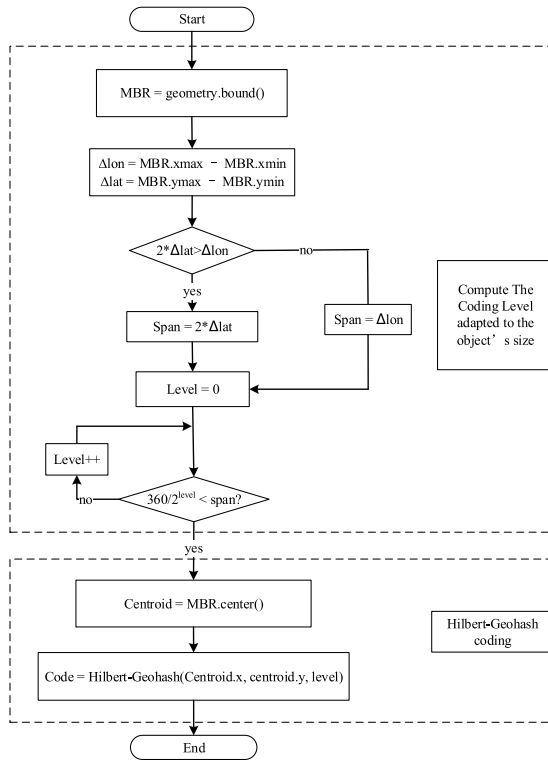 Start
MBR = geometry.bound()
Δlon = MBR.xmax - MBR.xmin
Δlat = MBR.ymax - MBR.ymin
2*Δlat>Δlon
no
yes
Span = 2*Δlat
Span = Δlon
Compute The
Coding Level
adapted to the
object's size
Level = 0
Level++
360/2^level < span?
no
yes
Centroid = MBR.center()
Hilbert-Geohash
coding
Code = Hilbert-Geohash(Centroid.x, centroid.y, level)
End